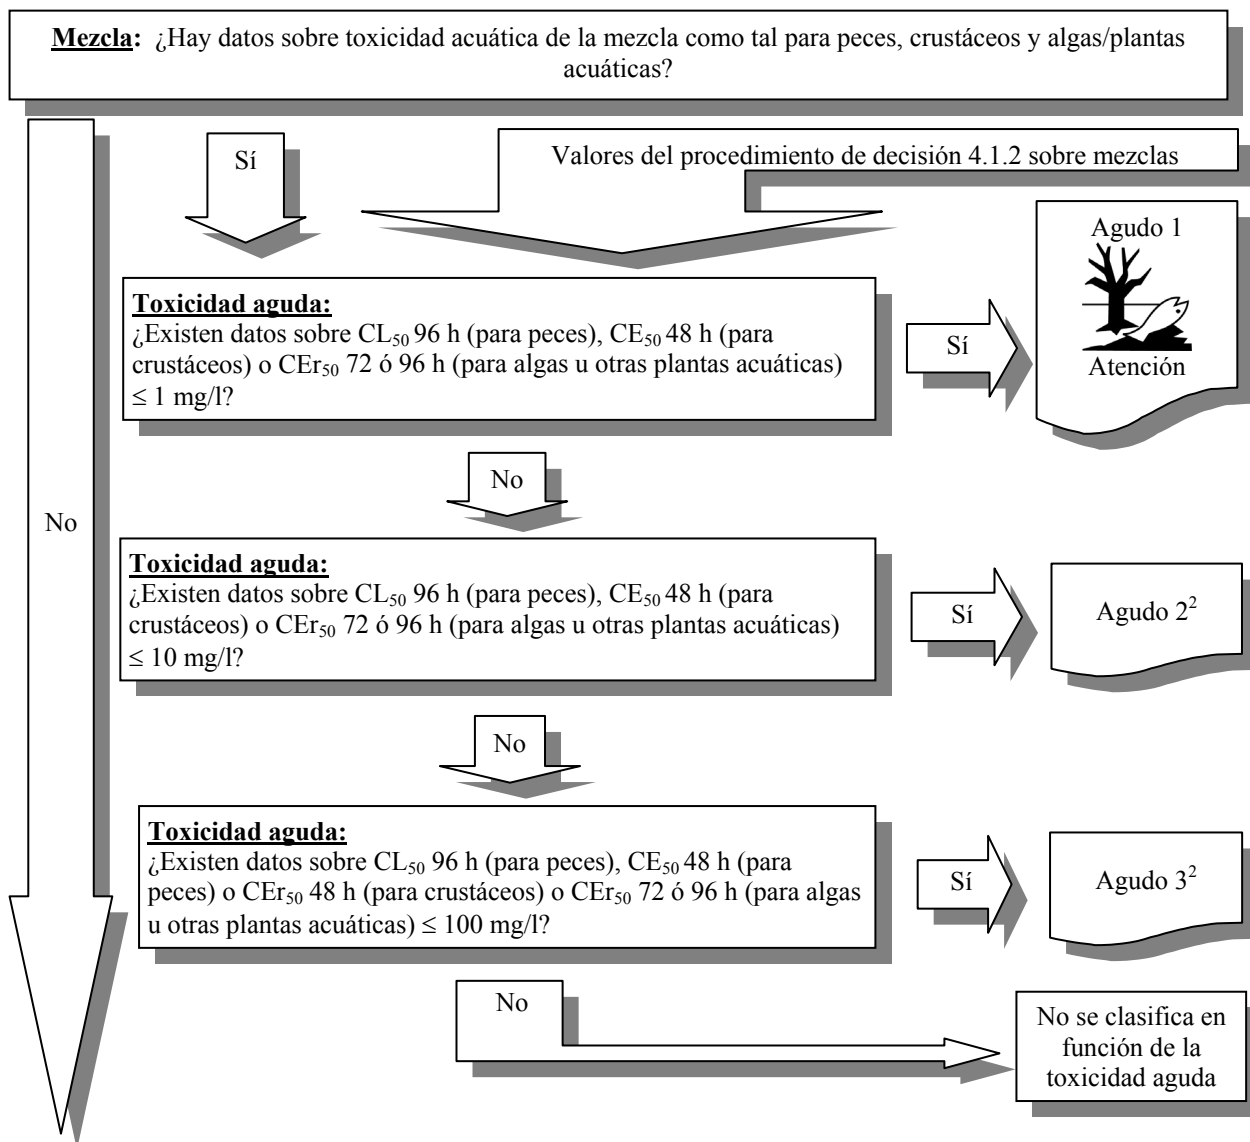 Mezcla: ¿Hay datos sobre toxicidad acuática de la mezcla como tal para peces, crustáceos y algas/plantas
acuáticas?
Sí
Valores del procedimiento de decisión 4.1.2 sobre mezclas
Toxicidad aguda:
¿Existen datos sobre CL50 96 h (para peces), CE50 48 h (para
crustáceos) o CEr50 72 ó 96 h (para algas u otras plantas acuáticas)
≤ 1 mg/l?
Sí
Agudo 1
Atención
No
No
Toxicidad aguda:
¿Existen datos sobre CL50 96 h (para peces), CE50 48 h (para
crustáceos) o CEr50 72 ó 96 h (para algas u otras plantas acuáticas)
≤ 10 mg/l?
Sí
Agudo 2²
No
Toxicidad aguda:
¿Existen datos sobre CL50 96 h (para peces), CE50 48 h (para
peces) o CEr50 48 h (para crustáceos) o CEr50 72 ó 96 h (para algas
u otras plantas acuáticas) ≤ 100 mg/l?
Sí
Agudo 3²
No
No se clasifica en
función de la
toxicidad aguda